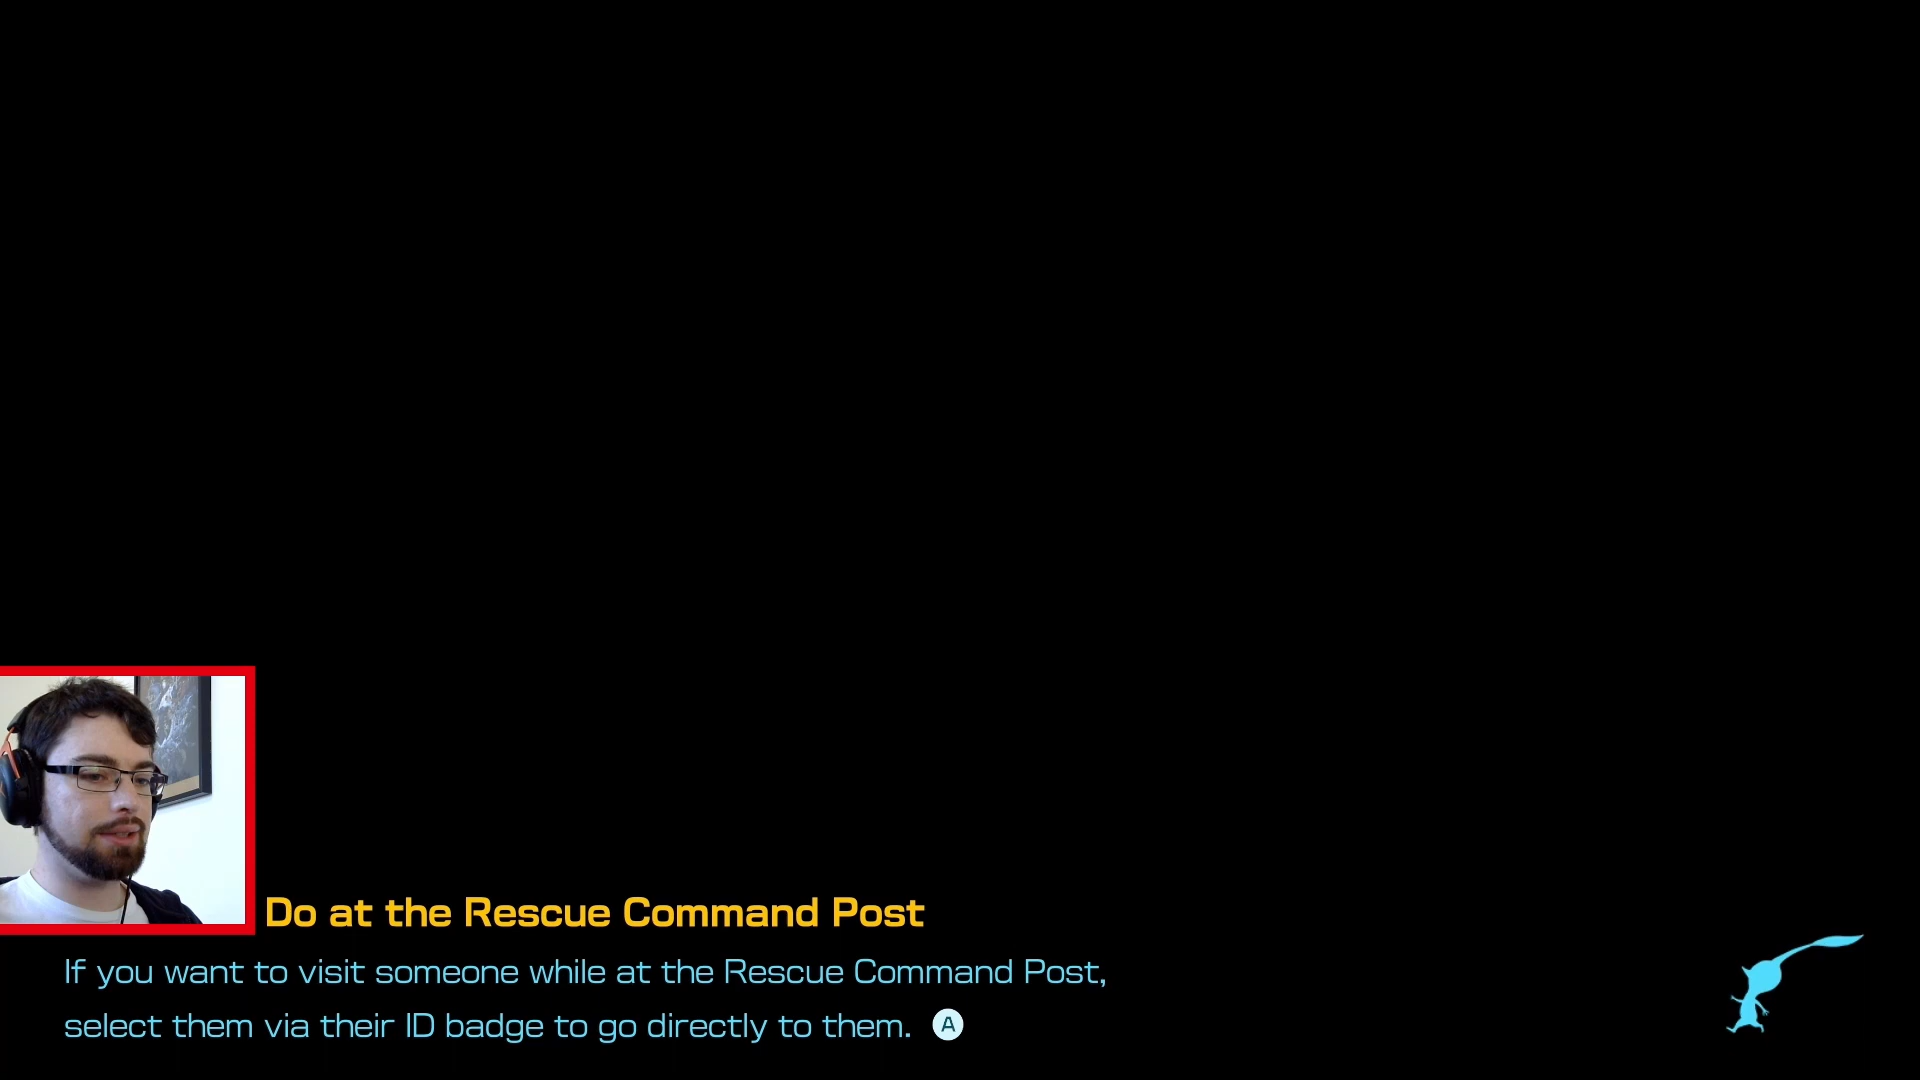 Do at the Rescue Command Post
If you want to visit someone while at the Rescue Command Post,
select them via their ID badge to go directly to them. A